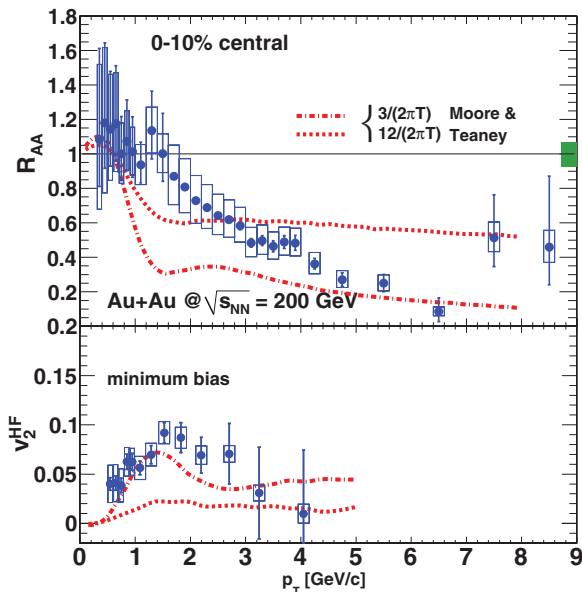 1.8
0-10% central
1.6
1.4
3/(2πT) Moore &
12/(2πT) Teaney
1.2
R_AA
1
0.8
0.6
0.4
Au+Au @ √s_NN = 200 GeV
0.2
0.15
minimum bias
0.1
v_2^HF
0.05
0
0 1 2 3 4 5 6 7 8 9
p_T [GeV/c]